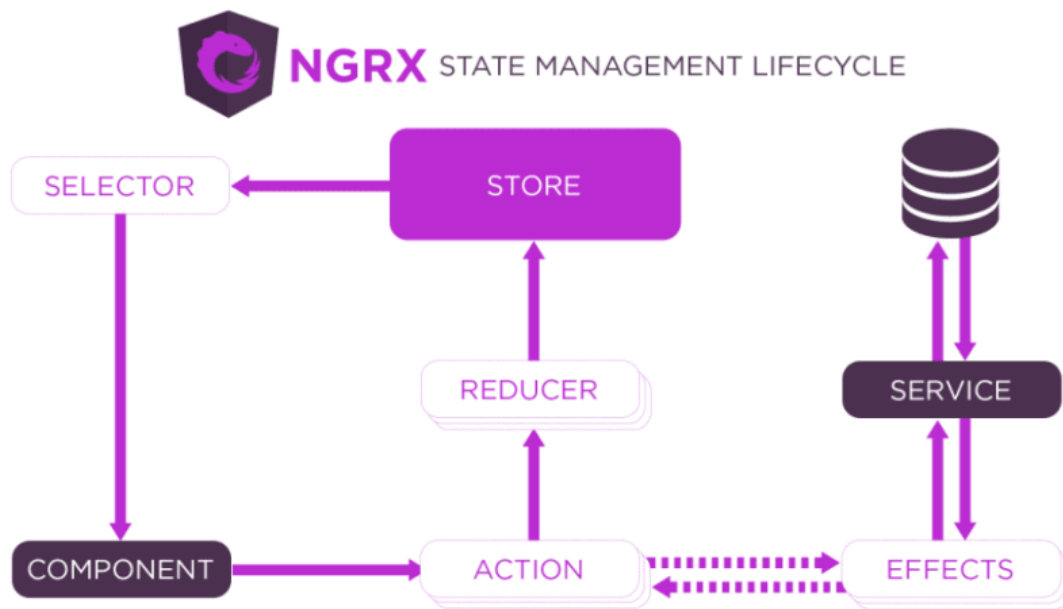 NGRX STATE MANAGEMENT LIFECYCLE
SELECTOR
STORE
REDUCER
SERVICE
COMPONENT
ACTION
EFFECTS